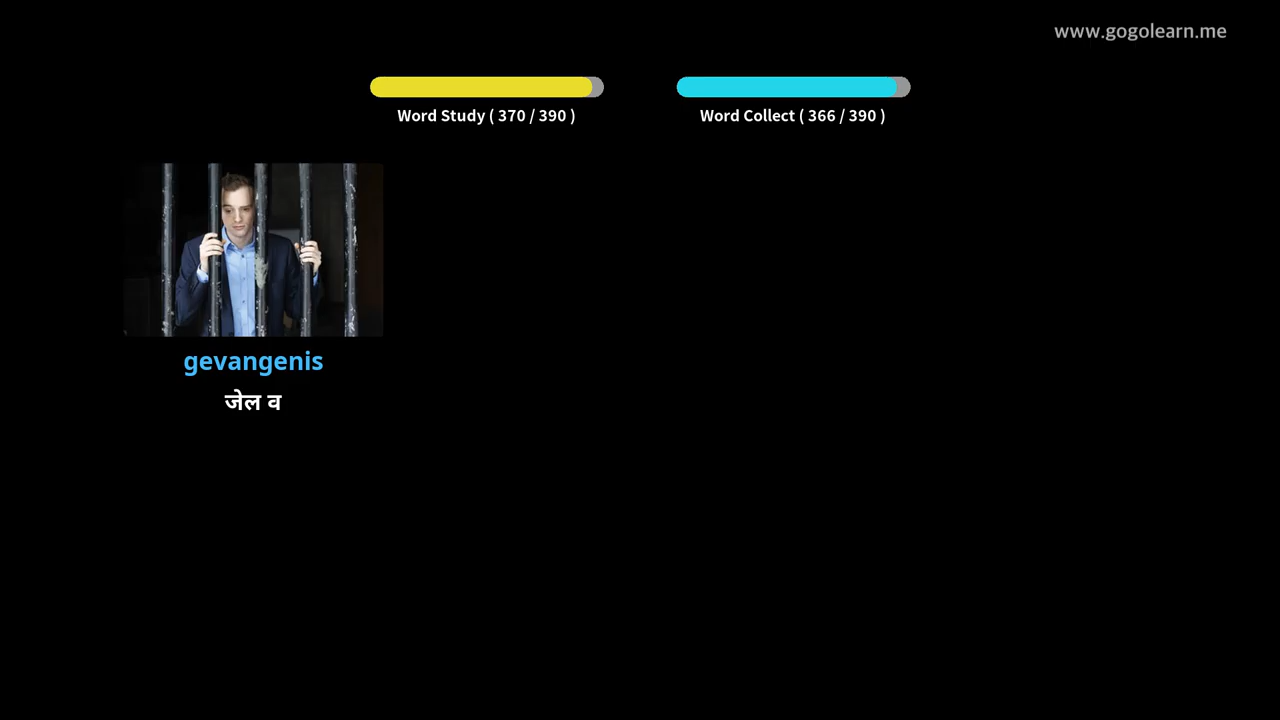 www.gogolearn.me
Word Study ( 370 / 390 )
Word Collect ( 366 / 390 )
gevangenis
जेल व